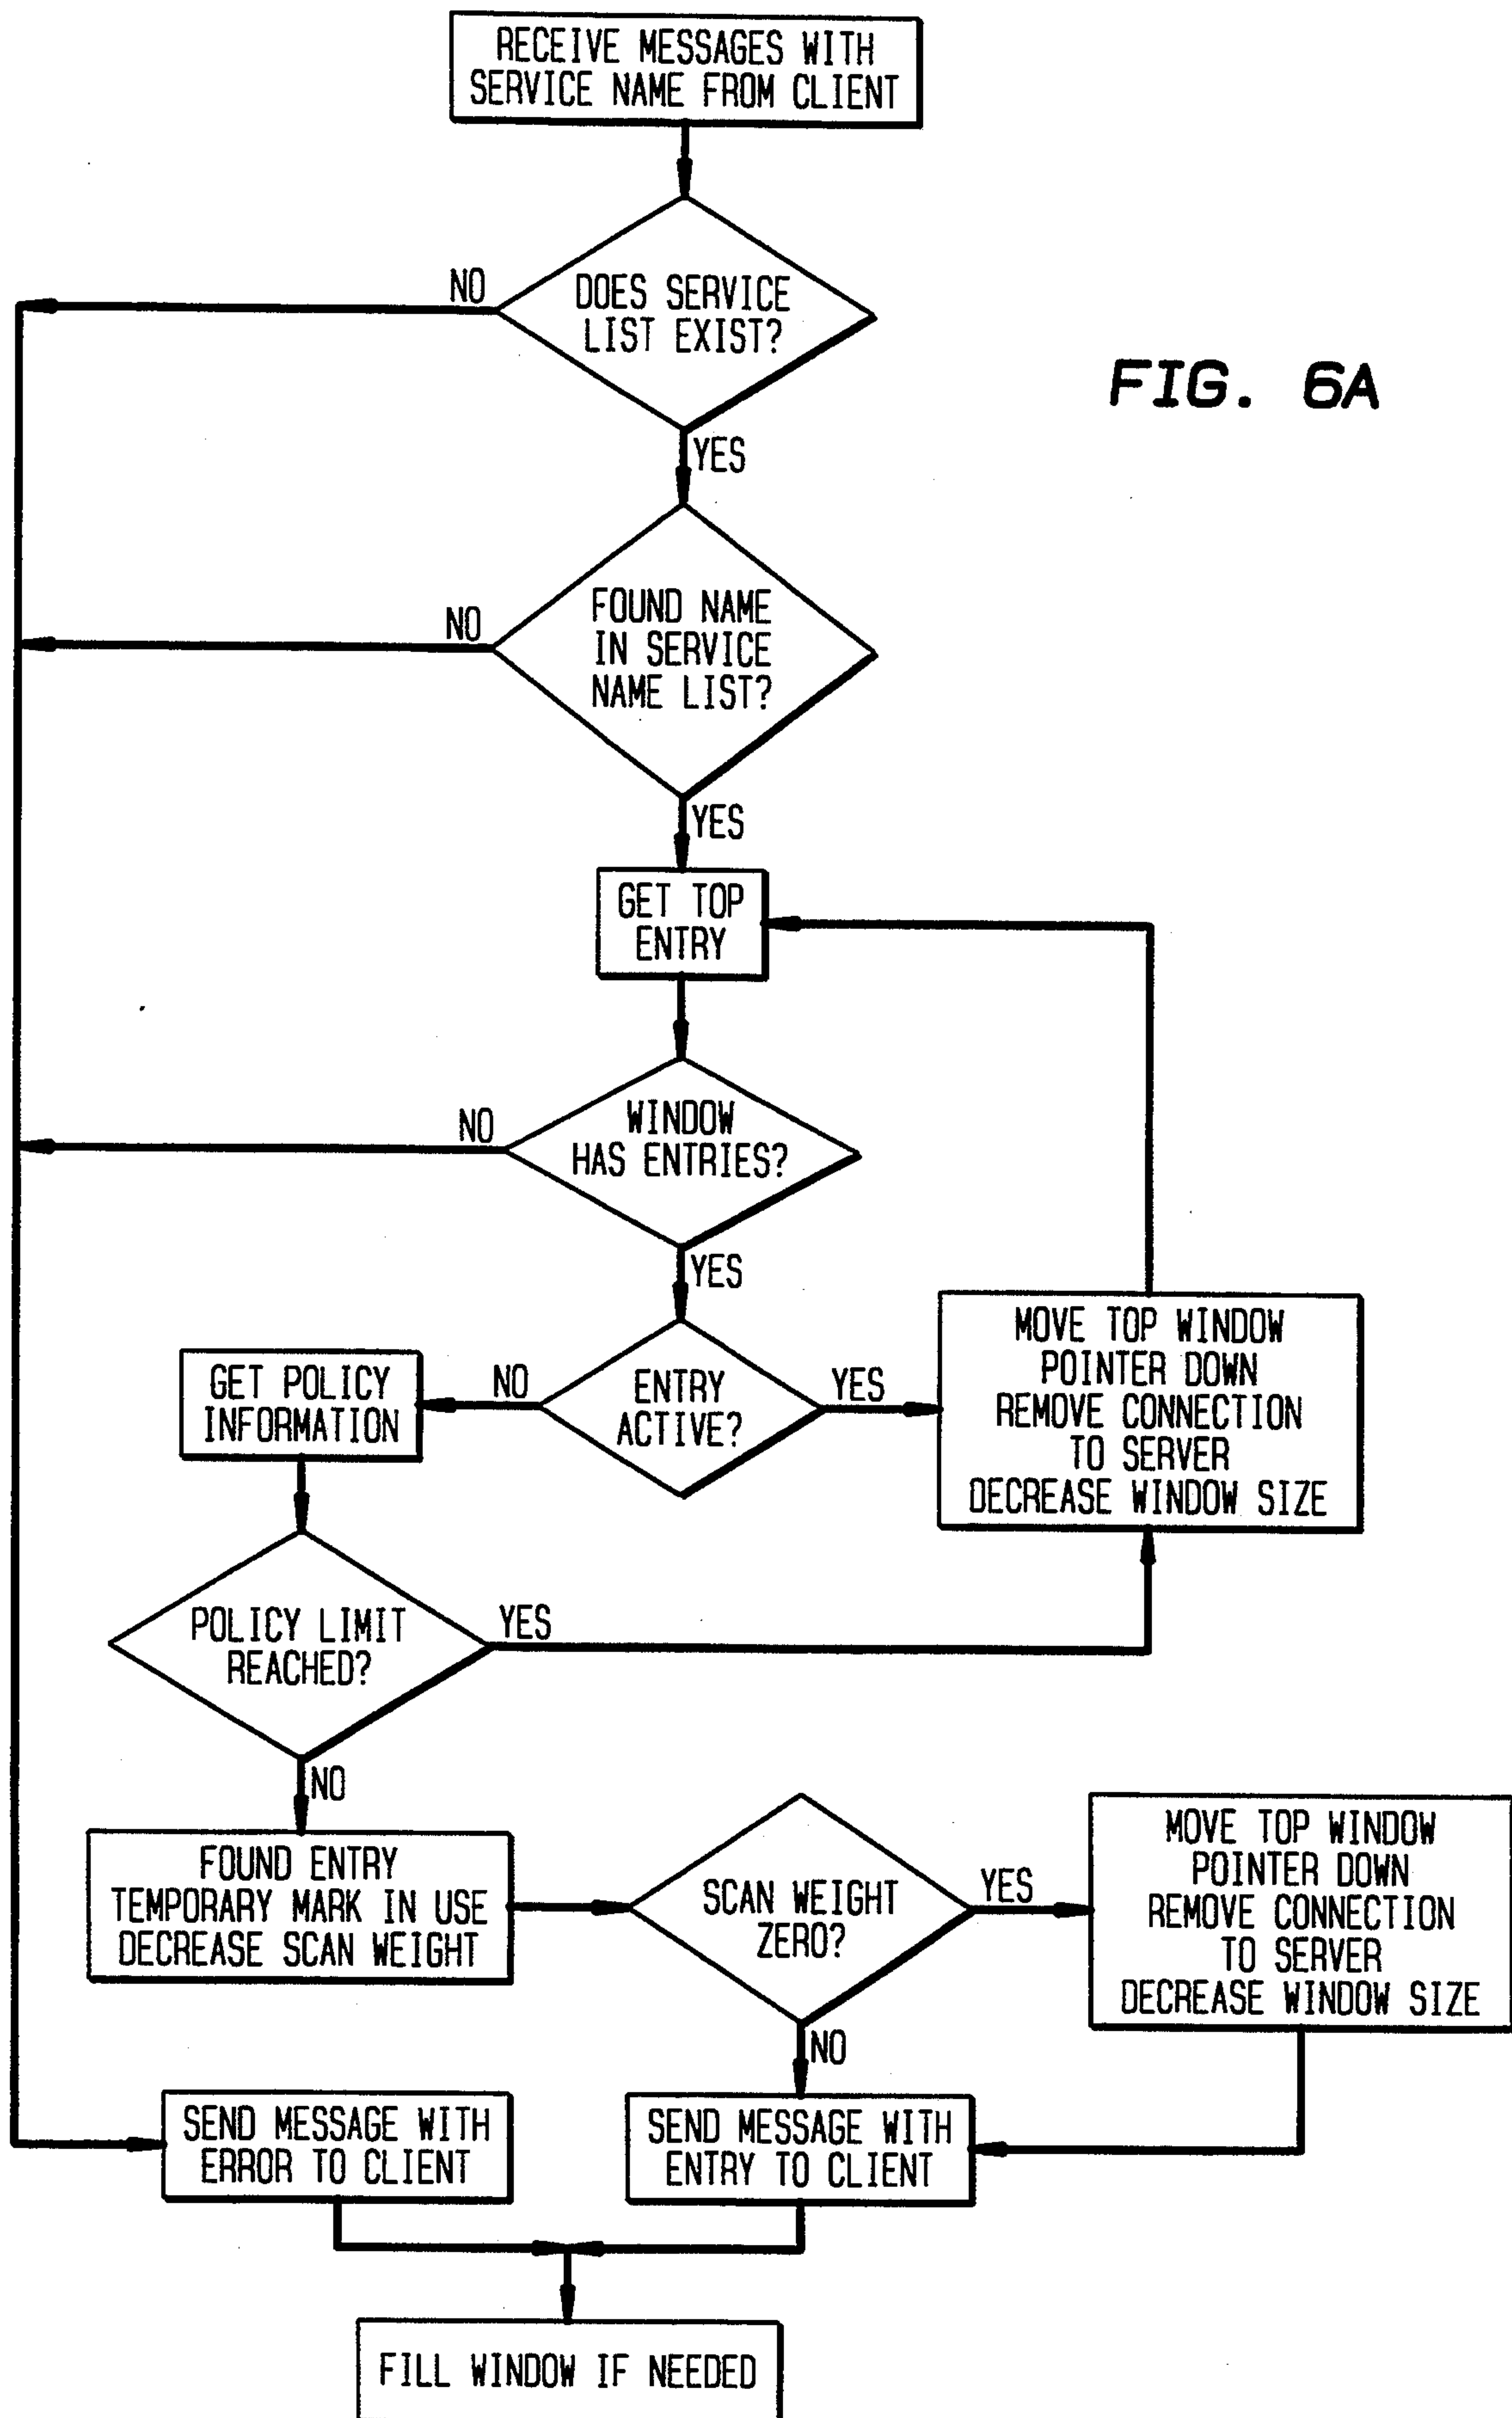 RECEIVE MESSAGES WITH
SERVICE NAME FROM CLIENT
NO
DOES SERVICE
LIST EXIST?
FIG. 6A
YES
NO
FOUND NAME
IN SERVICE
NAME LIST?
YES
GET TOP
ENTRY
NO
WINDOW
HAS ENTRIES?
YES
GET POLICY
INFORMATION
NO
ENTRY
ACTIVE?
YES
MOVE TOP WINDOW
POINTER DOWN
REMOVE CONNECTION
TO SERVER
DECREASE WINDOW SIZE
POLICY LIMIT
REACHED?
YES
NO
FOUND ENTRY
TEMPORARY MARK IN USE
DECREASE SCAN WEIGHT
SCAN WEIGHT
ZERO?
YES
MOVE TOP WINDOW
POINTER DOWN
REMOVE CONNECTION
TO SERVER
DECREASE WINDOW SIZE
NO
SEND MESSAGE WITH
ERROR TO CLIENT
SEND MESSAGE WITH
ENTRY TO CLIENT
FILL WINDOW IF NEEDED